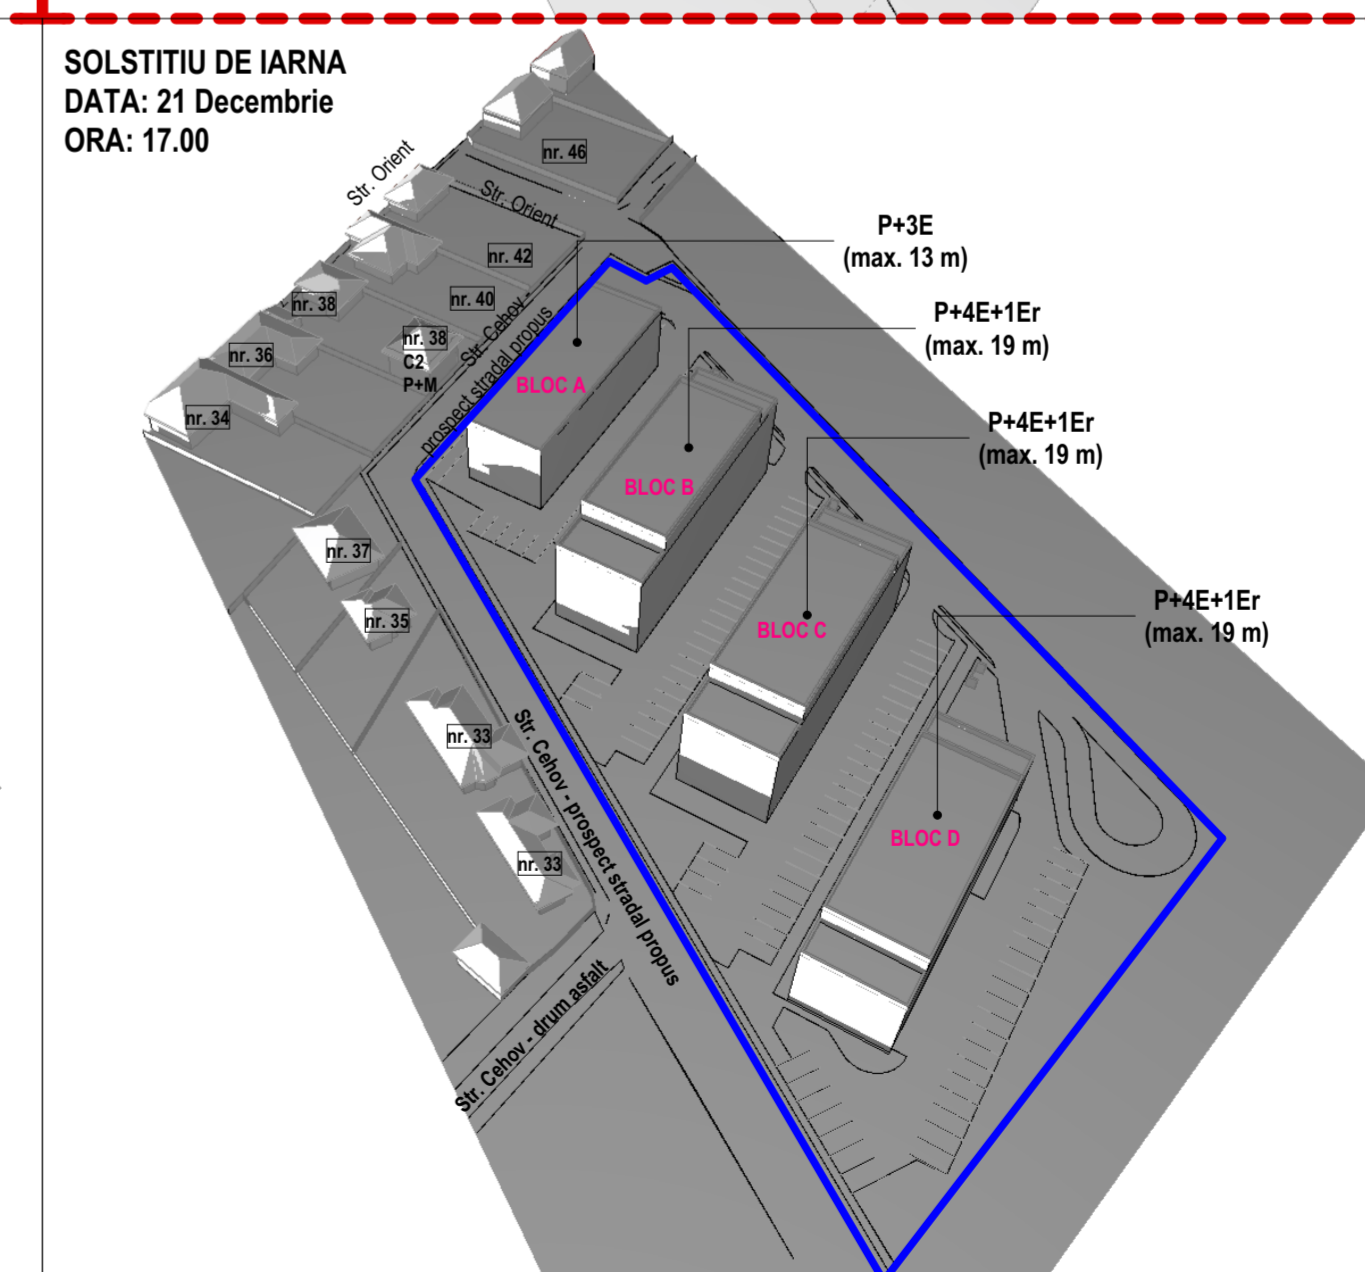 SOLSTITIU DE IARNA
DATA: 21 Decembrie
ORA: 17.00
Str. Orient
nr. 46
Str. Orient
nr. 42
nr. 40
nr. 38
nr. 38
C2
P+M
nr. 36
nr. 34
Str. Cehov -
prospect stradal propus
P+3E
(max. 13 m)
P+4E+1Er
(max. 19 m)
P+4E+1Er
(max. 19 m)
P+4E+1Er
(max. 19 m)
BLOC A
BLOC B
BLOC C
BLOC D
nr. 37
nr. 35
nr. 33
nr. 33
Str. Cehov - prospect stradal propus
Str. Cehov - drum asfalt